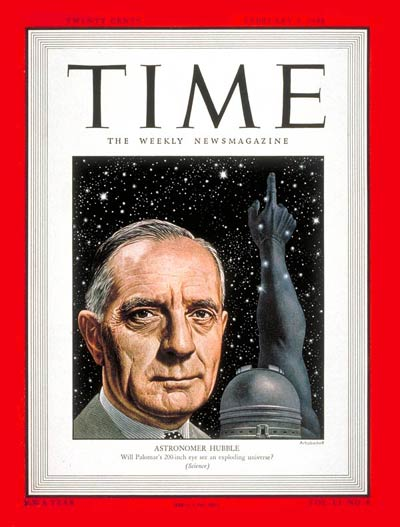 TWENTY CENTS
FEBRUARY 9, 1948
TIME
THE WEEKLY NEWSMAGAZINE
Artzybasheff
ASTRONOMER HUBBLE
Will Palomar's 200-inch eye see an exploding universe?
(Science)